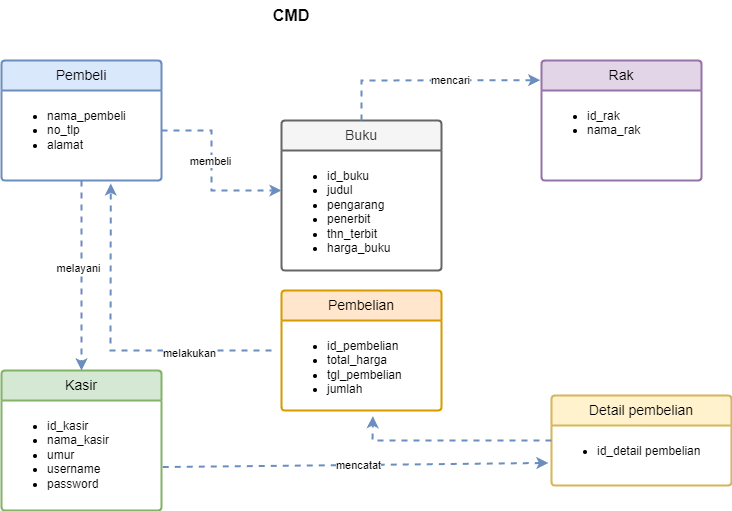 CMD
Pembeli
nama_pembeli
no_tlp
alamat
membeli
Buku
id_buku
judul
pengarang
penerbit
thn_terbit
harga_buku
mencari
Rak
id_rak
nama_rak
melayani
melakukan
Pembelian
id_pembelian
total_harga
tgl_pembelian
jumlah
Kasir
id_kasir
nama_kasir
umur
username
password
mencatat
Detail pembelian
id_detail pembelian